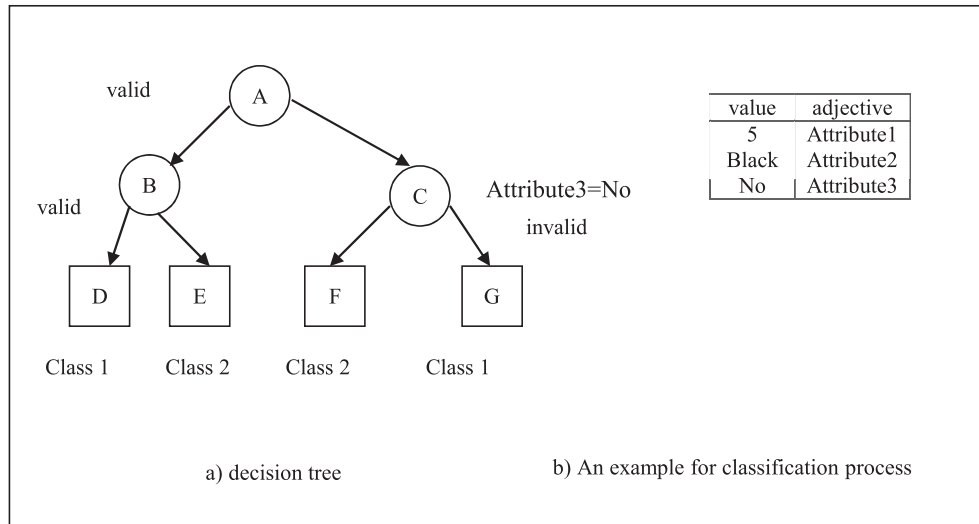 valid
A
value adjective
5 Attribute1
Black Attribute2
No Attribute3
B
C
valid
Attribute3=No
invalid
D E F G
Class 1 Class 2 Class 2 Class 1
a) decision tree
b) An example for classification process